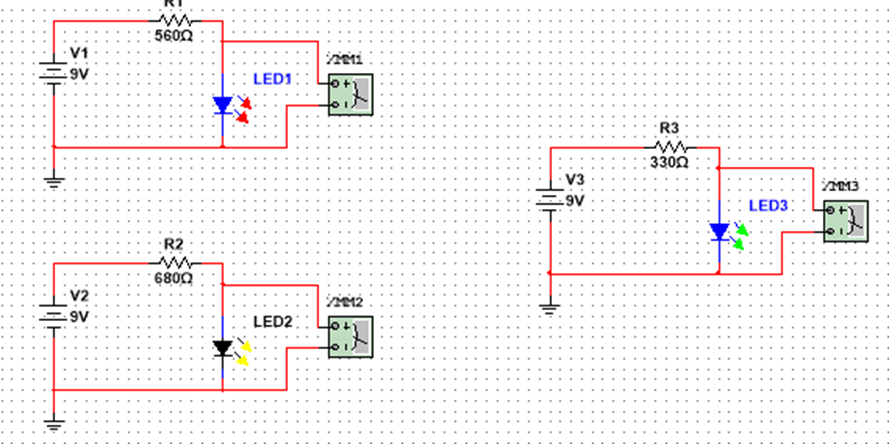 R1
560Ω
V1
9V
LED1
XMM1
R2
680Ω
V2
9V
LED2
XMM2
R3
330Ω
V3
9V
LED3
XMM3